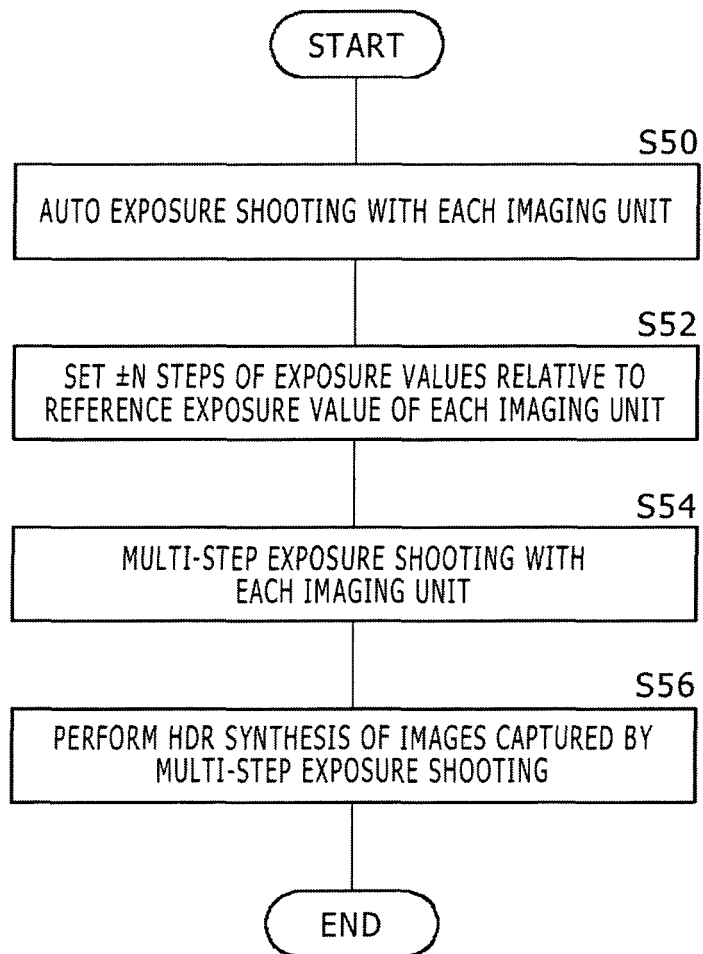 START
S50
AUTO EXPOSURE SHOOTING WITH EACH IMAGING UNIT
S52
SET ±N STEPS OF EXPOSURE VALUES RELATIVE TO
REFERENCE EXPOSURE VALUE OF EACH IMAGING UNIT
S54
MULTI-STEP EXPOSURE SHOOTING WITH
EACH IMAGING UNIT
S56
PERFORM HDR SYNTHESIS OF IMAGES CAPTURED BY
MULTI-STEP EXPOSURE SHOOTING
END